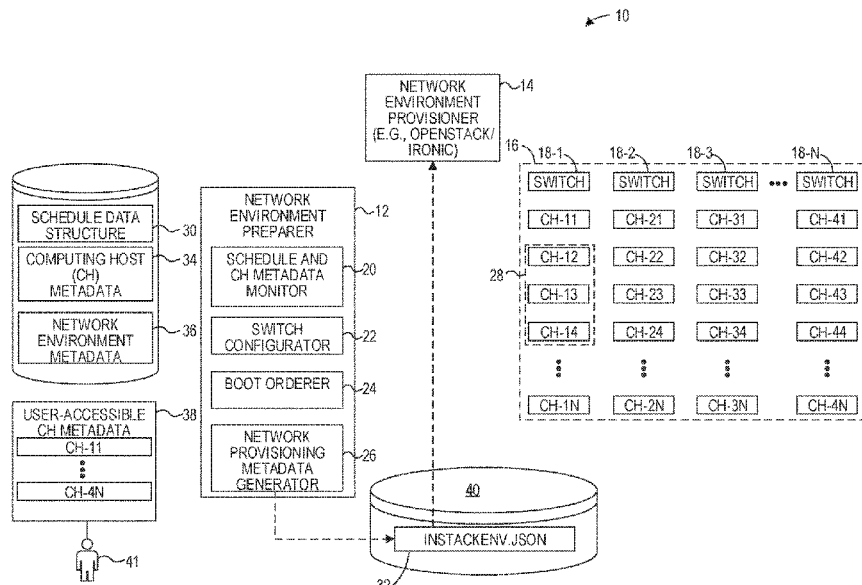 10
NETWORK
ENVIRONMENT
PROVISIONER
(E.G., OPENSTACK/
IRONIC)
14
16
18-1
18-2
18-3
18-N
SWITCH
SWITCH
SWITCH
•••
SWITCH
CH-11
CH-21
CH-31
CH-41
28
CH-12
CH-22
CH-32
CH-42
CH-13
CH-23
CH-33
CH-43
CH-14
CH-24
CH-34
CH-44
CH-1N
CH-2N
CH-3N
CH-4N
SCHEDULE DATA
STRUCTURE
30
COMPUTING HOST
(CH)
METADATA
34
NETWORK
ENVIRONMENT
METADATA
36
NETWORK
ENVIRONMENT
PREPARER
12
SCHEDULE AND
CH METADATA
MONITOR
20
SWITCH
CONFIGURATOR
22
BOOT ORDERER
24
NETWORK
PROVISIONING
METADATA
GENERATOR
26
USER-ACCESSIBLE
CH METADATA
38
CH-11
CH-4N
41
40
INSTACKENV.JSON
32